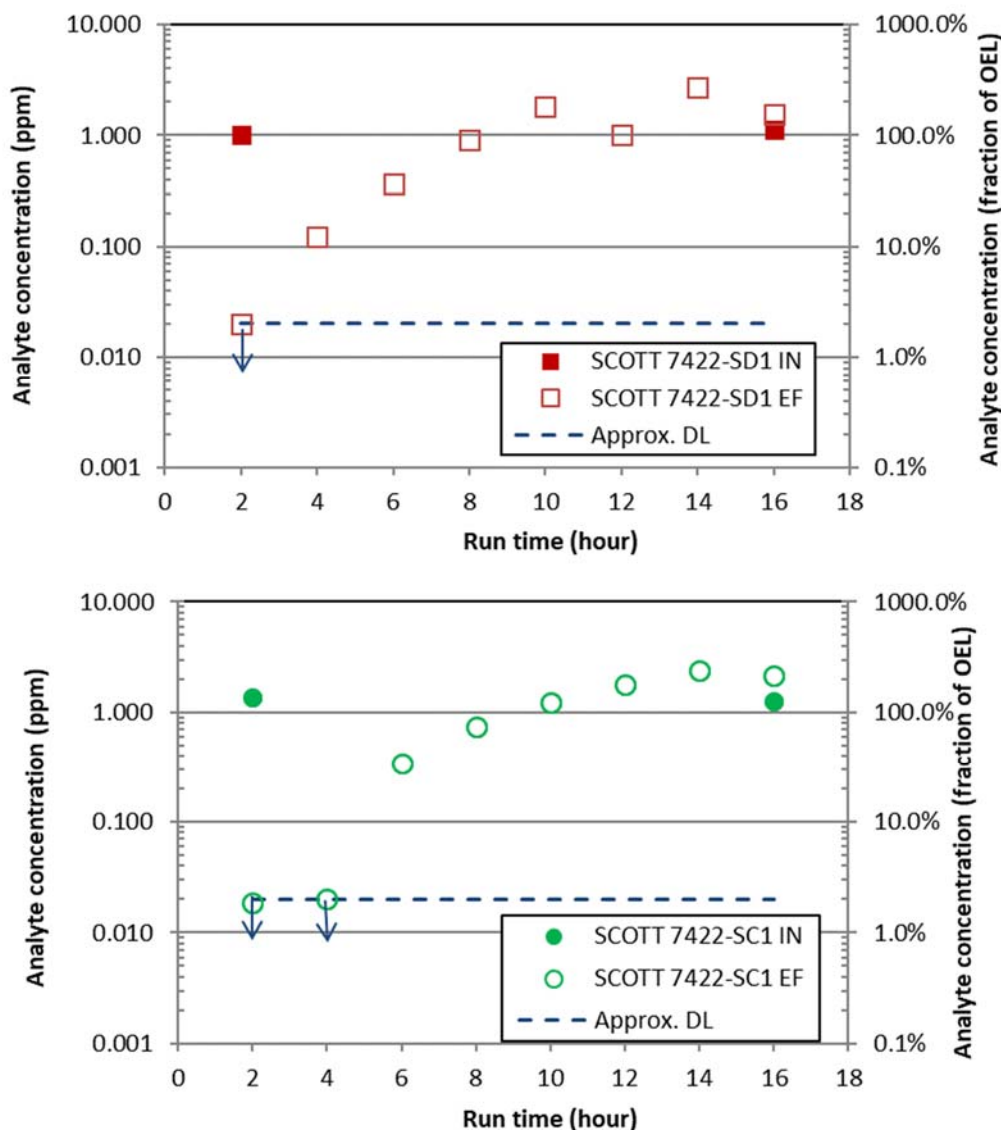 Analyte concentration (ppm)
10.000
1.000
0.100
0.010
0.001
1000.0%
100.0%
10.0%
1.0%
0.1%
Analyte concentration (fraction of OEL)
SCOTT 7422-SD1 IN
SCOTT 7422-SD1 EF
Approx. DL
0 2 4 6 8 10 12 14 16 18
Run time (hour)
Analyte concentration (ppm)
10.000
1.000
0.100
0.010
0.001
1000.0%
100.0%
10.0%
1.0%
0.1%
Analyte concentration (fraction of OEL)
SCOTT 7422-SC1 IN
SCOTT 7422-SC1 EF
Approx. DL
0 2 4 6 8 10 12 14 16 18
Run time (hour)